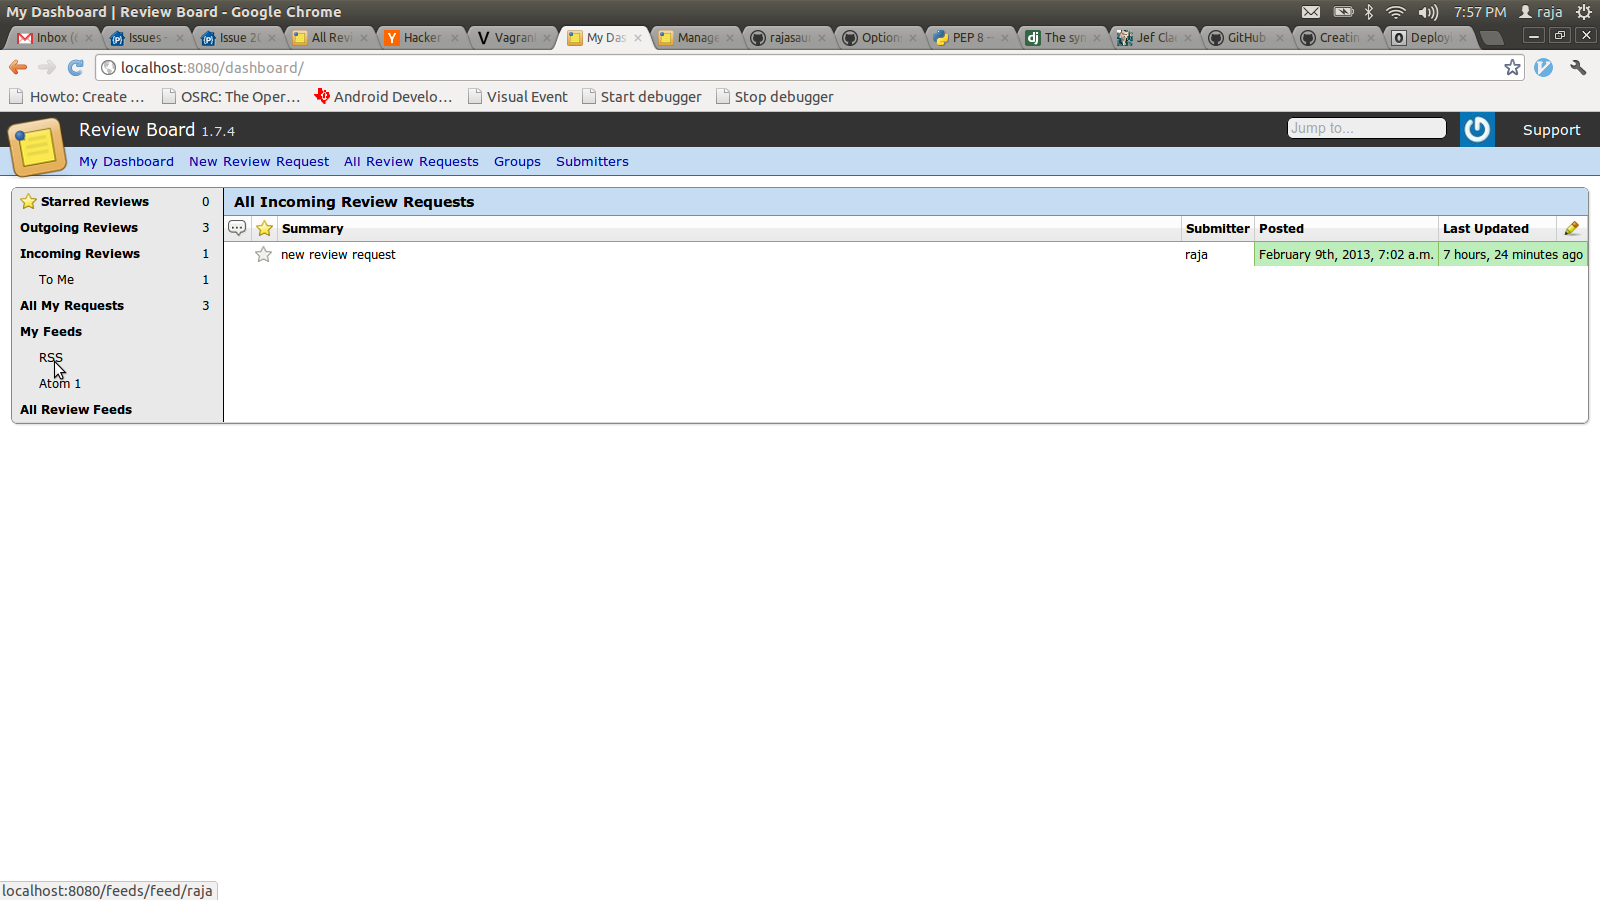 My Dashboard | Review Board - Google Chrome
7:57 PM raja
Inbox (
Issues -
Issue 2
All Revi
Hacker
Vagran
My Das
Manage
rajasau
Option
PEP 8 -
The syn
Jef Cla
GitHub
Creatin
Deployi
localhost:8080/dashboard/
Howto: Create ... OSRC: The Oper... Android Develo... Visual Event Start debugger Stop debugger
Review Board 1.7.4
Jump to...
Support
My Dashboard New Review Request All Review Requests Groups Submitters
Starred Reviews 0
Outgoing Reviews 3
Incoming Reviews 1
To Me 1
All My Requests 3
My Feeds
RSS
Atom 1
All Review Feeds
All Incoming Review Requests
Summary Submitter Posted Last Updated
new review request raja February 9th, 2013, 7:02 a.m. 7 hours, 24 minutes ago
localhost:8080/feeds/feed/raja